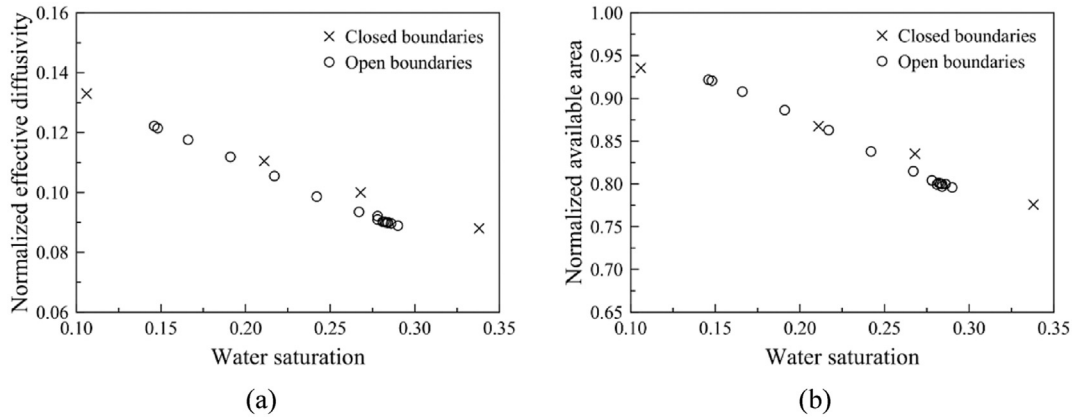 Normalized effective diffusivity
0.16
0.14
0.12
0.10
0.08
0.06
× Closed boundaries
○ Open boundaries
0.10 0.15 0.20 0.25 0.30 0.35
Water saturation
(a)
Normalized available area
1.00
0.95
0.90
0.85
0.80
0.75
0.70
0.65
× Closed boundaries
○ Open boundaries
0.10 0.15 0.20 0.25 0.30 0.35
Water saturation
(b)